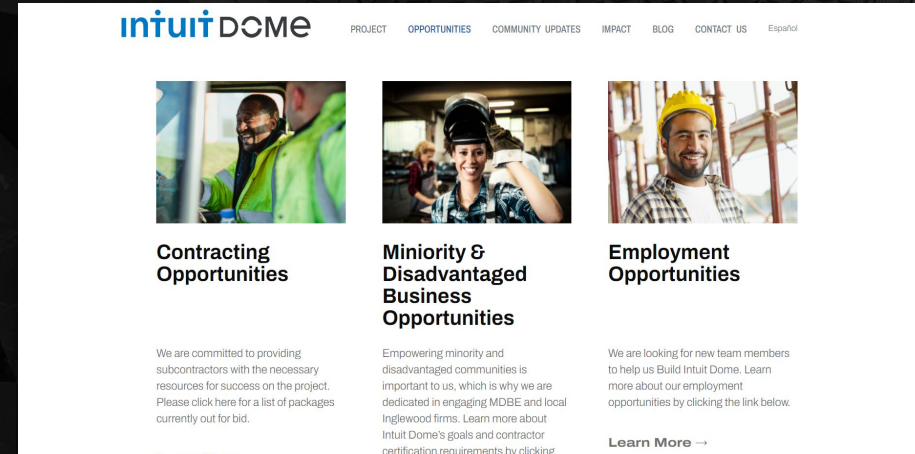 intuit DOME
PROJECT OPPORTUNITIES COMMUNITY UPDATES IMPACT BLOG CONTACT US Español
Contracting
Opportunities
We are committed to providing
subcontractors with the necessary
resources for success on the project.
Please click here for a list of packages
currently out for bid.
Miniority &
Disadvantaged
Business
Opportunities
Empowering minority and
disadvantaged communities is
important to us, which is why we are
dedicated in engaging MDBE and local
Inglewood firms. Learn more about
Intuit Dome's goals and contractor
certification requirements by clicking
Employment
Opportunities
We are looking for new team members
to help us Build Intuit Dome. Learn
more about our employment
opportunities by clicking the link below.
Learn More →